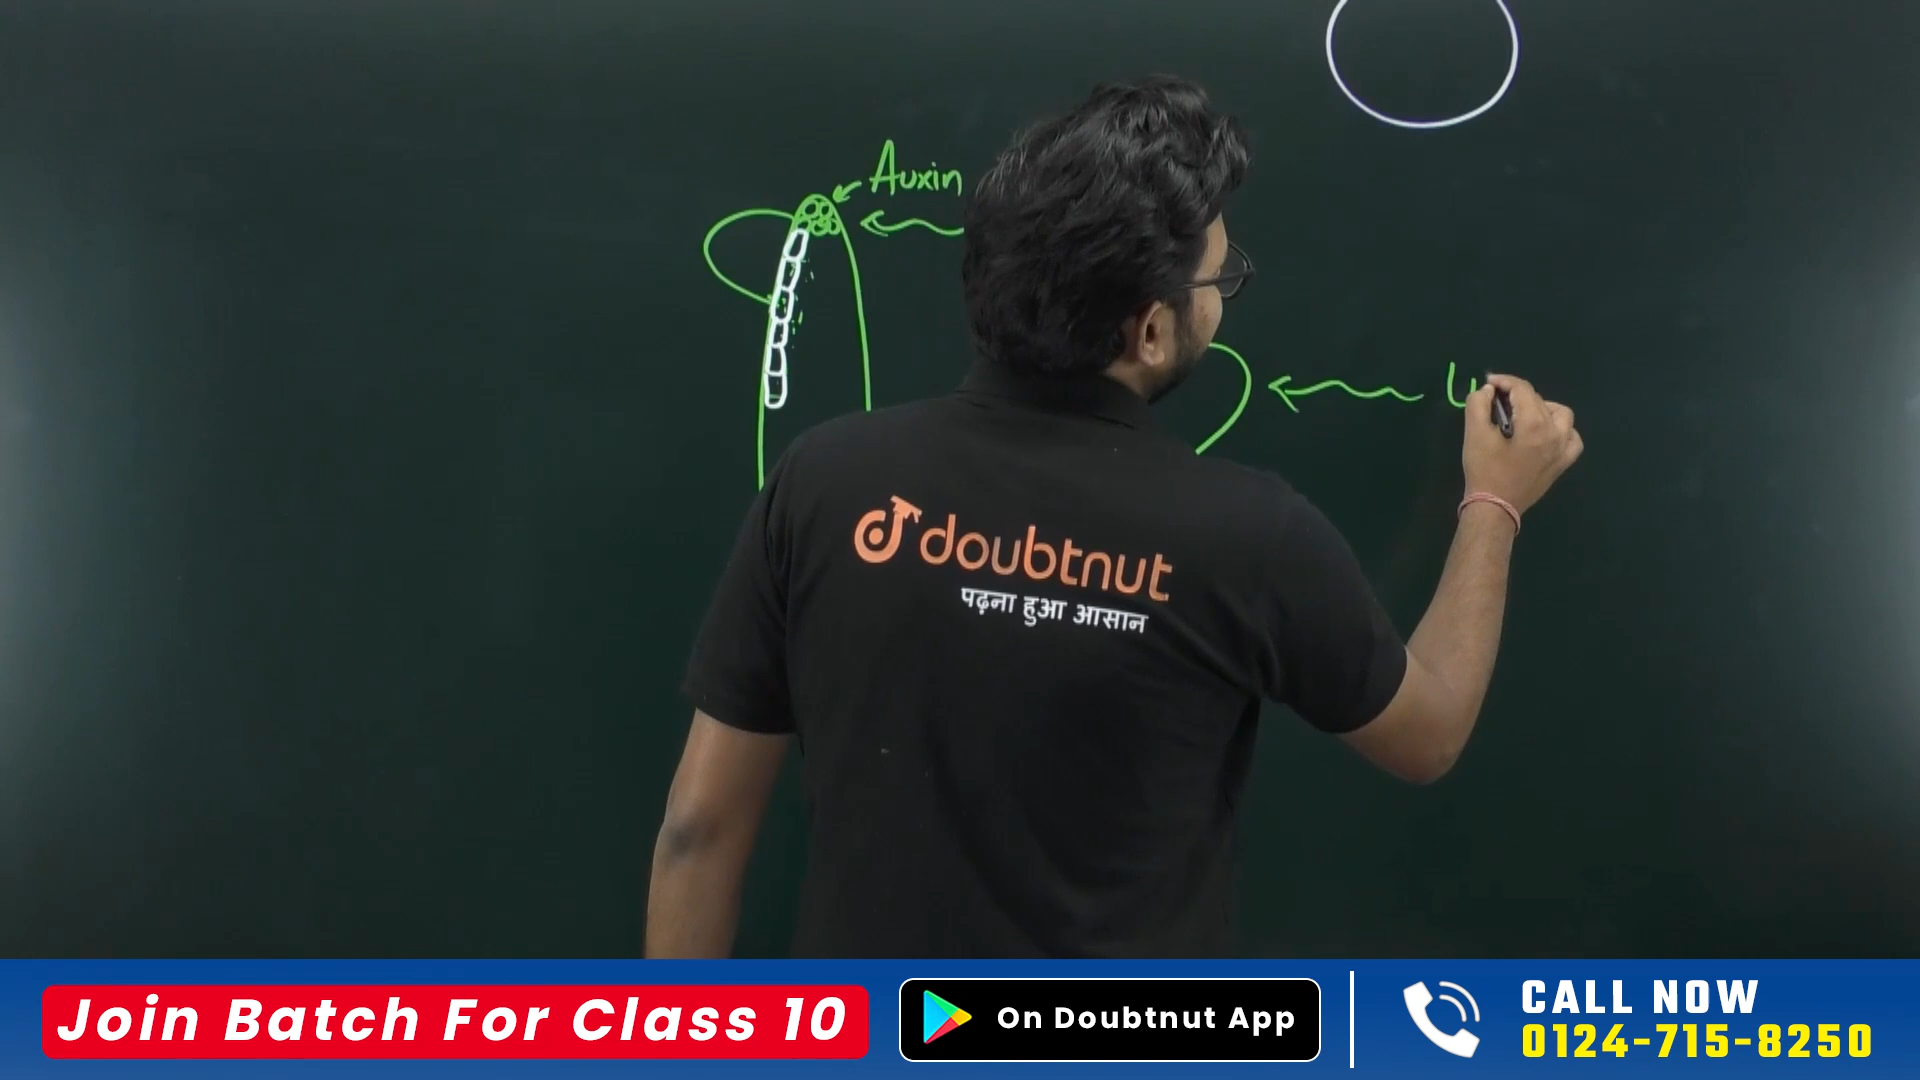 Auxin
doubtnut
पढ़ना हुआ आसान
Join Batch For Class 10
On Doubtnut App
CALL NOW
0124-715-8250